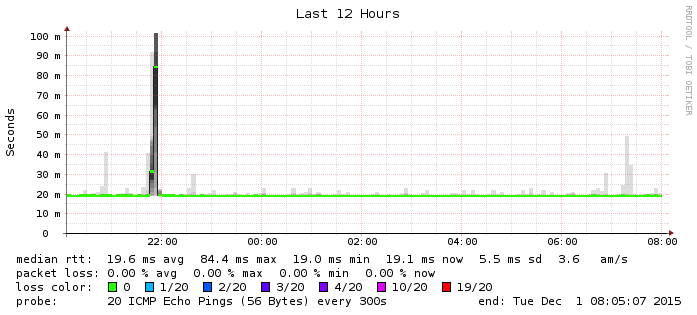 Last 12 Hours
RRDTOOL / TOBI OETIKER
Seconds
100 m
90 m
80 m
70 m
60 m
50 m
40 m
30 m
20 m
10 m
0
22:00 00:00 02:00 04:00 06:00 08:00
median rtt: 19.6 ms avg 84.4 ms max 19.0 ms min 19.1 ms now 5.5 ms sd 3.6 am/s
packet loss: 0.00 % avg 0.00 % max 0.00 % min 0.00 % now
loss color: 0 1/20 2/20 3/20 4/20 10/20 19/20
probe: 20 ICMP Echo Pings (56 Bytes) every 300s end: Tue Dec 1 08:05:07 2015